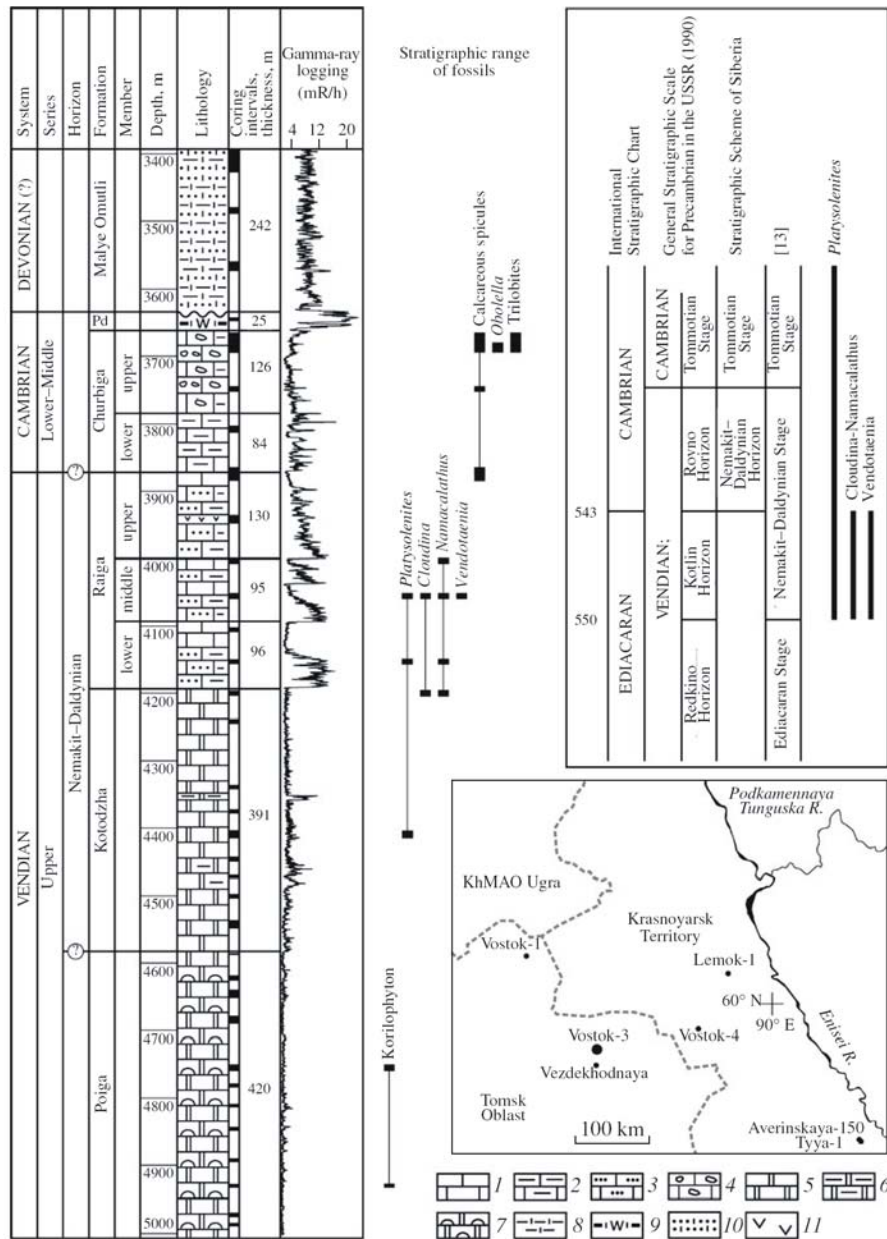 System
Series
Horizon
Formation
Member
Depth, m
Lithology
Coring
intervals,
thickness, m
Gamma-ray
logging
(mR/h)
4 12 20
Stratigraphic range
of fossils
DEVONIAN (?)
CAMBRIAN
VENDIAN
Lower–Middle
Upper
?
Nemakit–Daldynian
?
Malye Omutli
Pd
Churbiga
Raiga
Kotodzha
Poiga
upper
lower
upper
middle
lower
3400
3500
3600
3700
3800
3900
4000
4100
4200
4300
4400
4500
4600
4700
4800
4900
5000
W
242
25
126
84
130
95
96
391
420
Calcareous spicules
Obolella
Trilobites
Platysolenites
Cloudina
Namacalathus
Vendotaenia
Korilophyton
International
Stratigraphic Chart
General Stratigraphic Scale
for Precambrian in the USSR (1990)
Stratigraphic Scheme of Siberia
[13]
Platysolenites
543
550
CAMBRIAN
EDIACARAN
CAMBRIAN
VENDIAN;
Tommotian
Stage
Rovno
Horizon
Kotlin
Horizon
Redkino
Horizon
Tommotian
Stage
Nemakit–
Daldynian
Horizon
Tommotian
Stage
Nemakit–Daldynian Stage
Ediacaran Stage
Cloudina-Namacalathus
Vendotaenia
Podkamennaya
Tunguska R.
KhMAO Ugra
Krasnoyarsk
Territory
Vostok-1
Lemok-1
60° N
90° E
Enisei R.
Vostok-3
Vostok-4
Vezdekhodnaya
Tomsk
Oblast
100 km
Averinskaya-150
Tyya-1
1 2 3 4 5 6
7 8 W 9 10 11